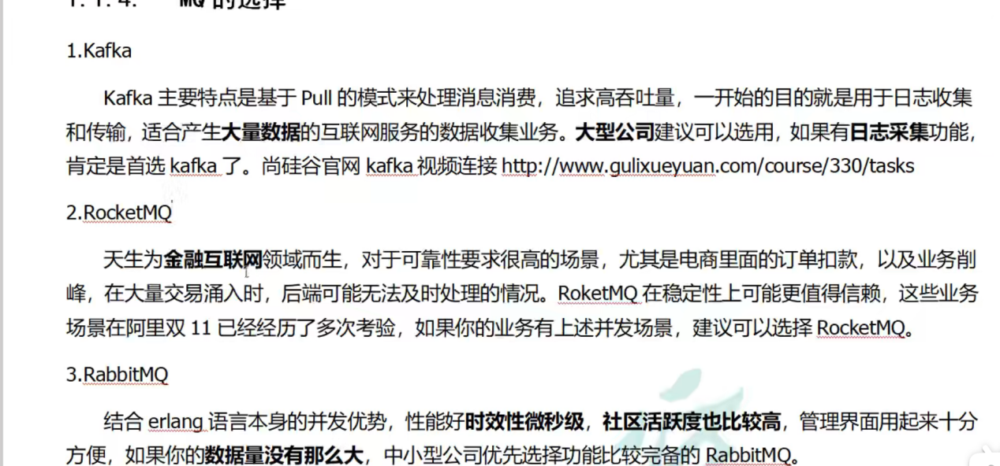 1.1.4. MQ 的选择
1.Kafka
Kafka 主要特点是基于 Pull 的模式来处理消息消费，追求高吞吐量，一开始的目的就是用于日志收集
和传输，适合产生大量数据的互联网服务的数据收集业务。大型公司建议可以选用，如果有日志采集功能，
肯定是首选 kafka 了。尚硅谷官网 kafka 视频连接 http://www.gulixueyuan.com/course/330/tasks
2.RocketMQ
天生为金融互联网领域而生，对于可靠性要求很高的场景，尤其是电商里面的订单扣款，以及业务削
峰，在大量交易涌入时，后端可能无法及时处理的情况。RoketMQ 在稳定性上可能更值得信赖，这些业务
场景在阿里双 11 已经经历了多次考验，如果你的业务有上述并发场景，建议可以选择 RocketMQ。
3.RabbitMQ
结合 erlang 语言本身的并发优势，性能好时效性微秒级，社区活跃度也比较高，管理界面用起来十分
方便，如果你的数据量没有那么大，中小型公司优先选择功能比较完备的 RabbitMQ。